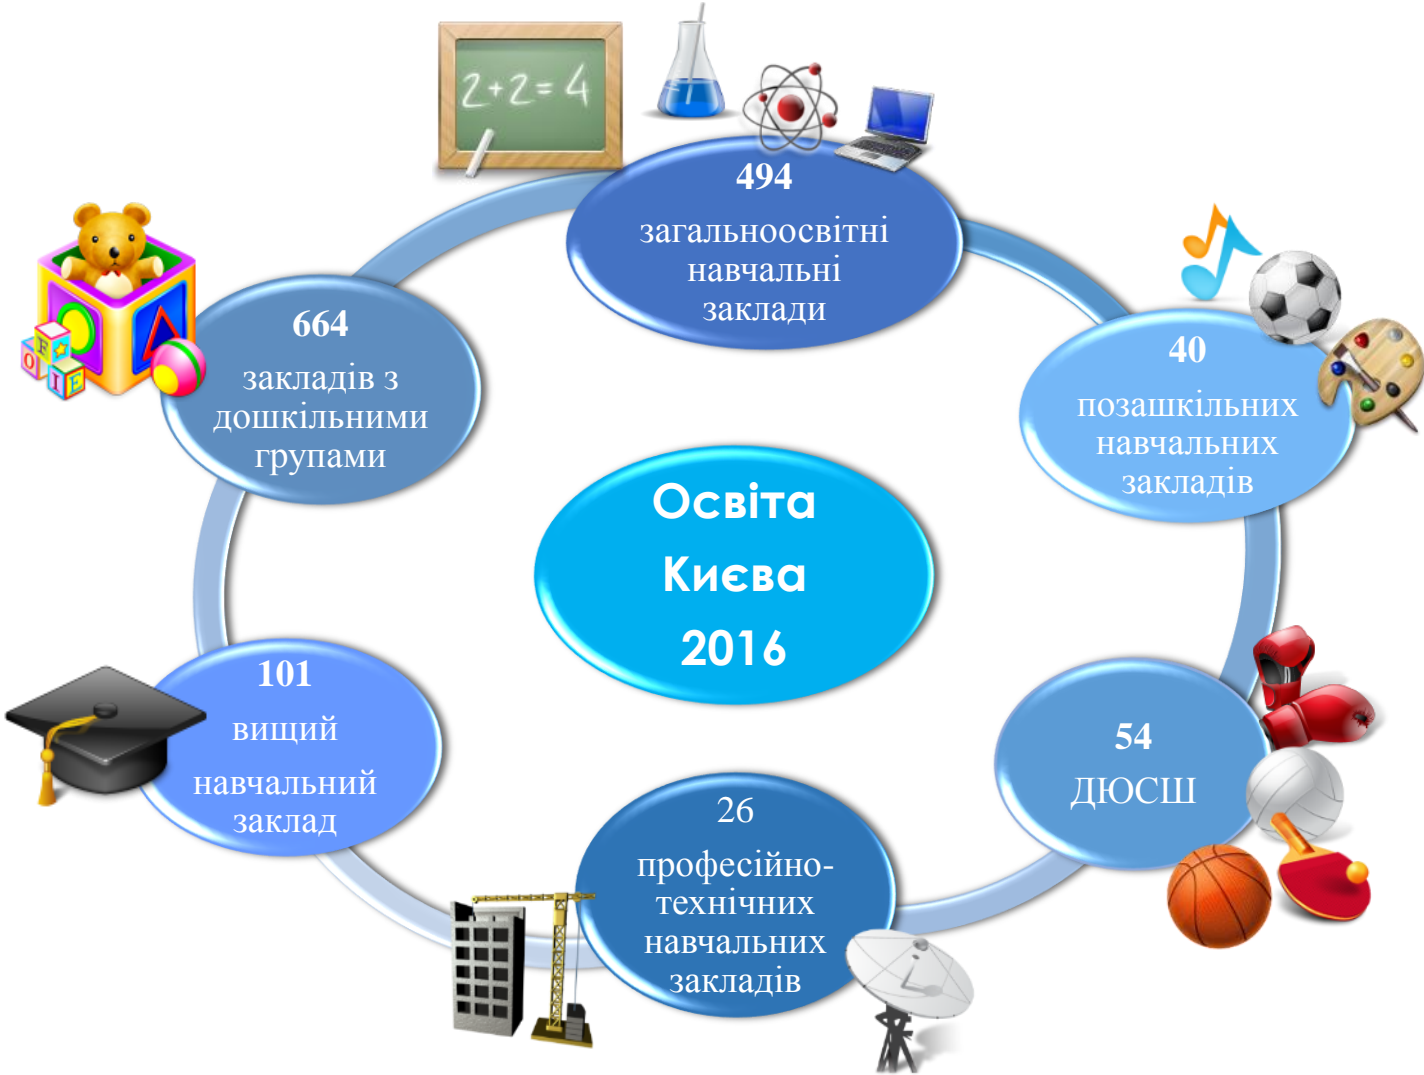 2+2=4
494
загальноосвітні
навчальні
заклади
40
позашкільних
навчальних
закладів
54
ДЮСШ
26
професійно-
технічних
навчальних
закладів
101
вищий
навчальний
заклад
664
закладів з
дошкільними
групами
Освіта
Києва
2016